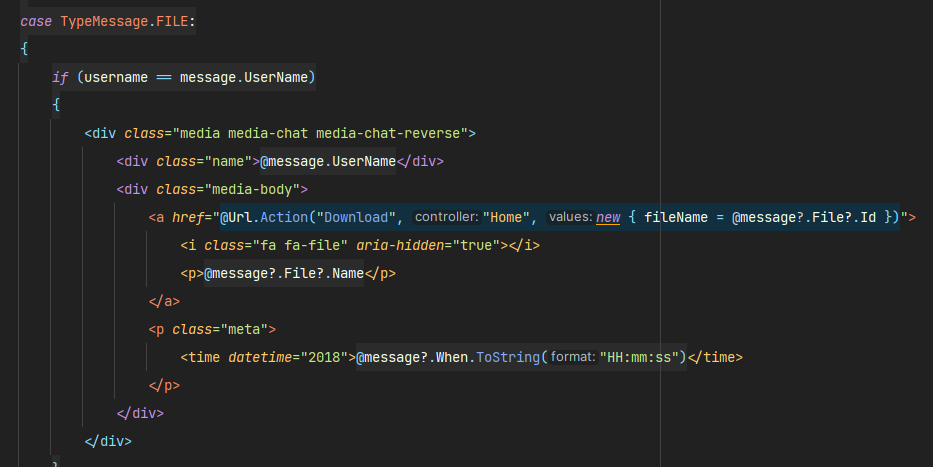 case TypeMessage.FILE:
{
if (username == message.UserName)
{
<div class="media media-chat media-chat-reverse">
<div class="name">@message.UserName</div>
<div class="media-body">
<a href="@Url.Action("Download", controller: "Home", values: new { fileName = @message?.File?.Id })">
<i class="fa fa-file" aria-hidden="true"></i>
<p>@message?.File?.Name</p>
</a>
<p class="meta">
<time datetime="2018">@message?.When.ToString(format: "HH:mm:ss")</time>
</p>
</div>
</div>
}